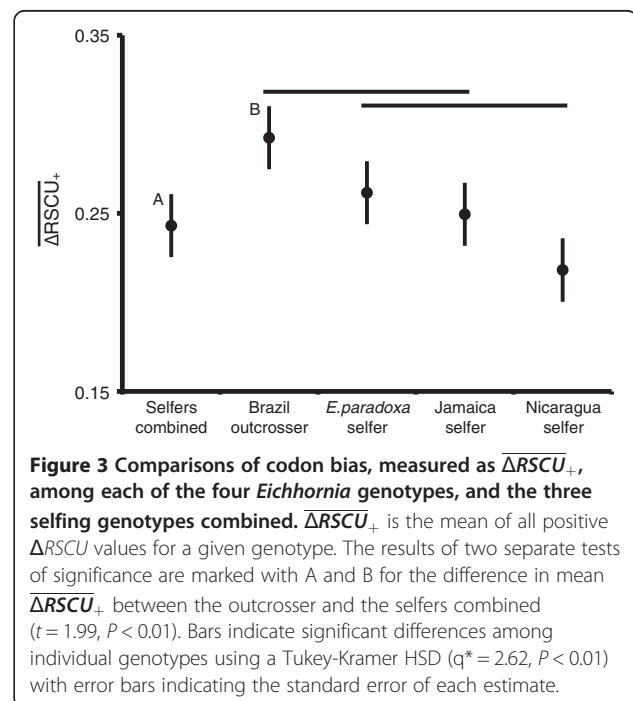 0.35
B
A
0.25
ΔRSCU₊
0.15
Selfers combined
Brazil outcrosser
E.paradoxa selfer
Jamaica selfer
Nicaragua selfer
Figure 3 Comparisons of codon bias, measured as ΔRSCU₊,
among each of the four Eichhornia genotypes, and the three
selfing genotypes combined. ΔRSCU₊ is the mean of all positive
ΔRSCU values for a given genotype. The results of two separate tests
of significance are marked with A and B for the difference in mean
ΔRSCU₊ between the outcrosser and the selfers combined
(t = 1.99, P < 0.01). Bars indicate significant differences among
individual genotypes using a Tukey-Kramer HSD (q* = 2.62, P < 0.01)
with error bars indicating the standard error of each estimate.